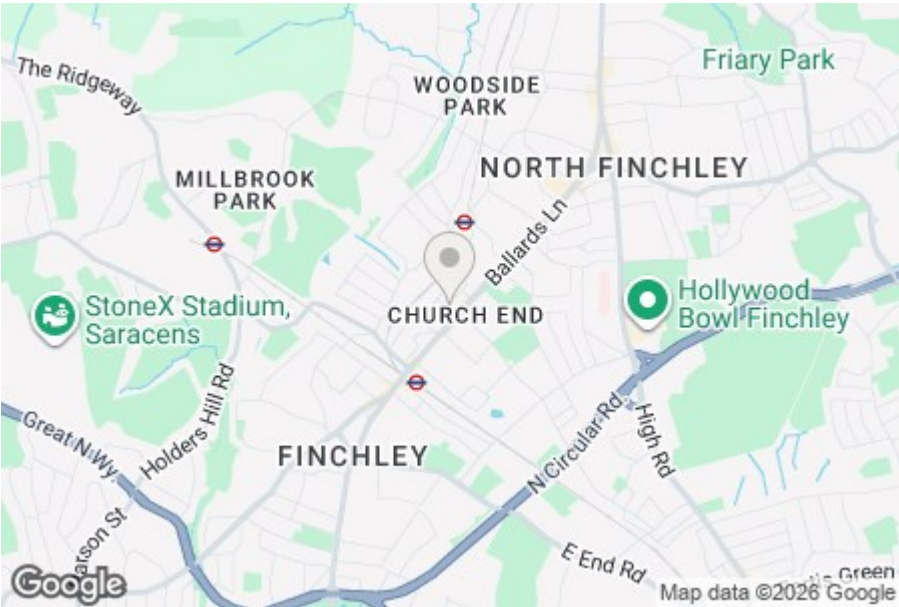 Friary Park
The Ridgeway
WOODSIDE
PARK
NORTH FINCHLEY
MILLBROOK
PARK
Ballards Ln
StoneX Stadium,
Saracens
CHURCH END
Hollywood
Bowl Finchley
Holders Hill Rd
Great N Wy.
FINCHLEY
N Circular Rd
High Rd
E End Rd
Google
Map data ©2026 Google
Green